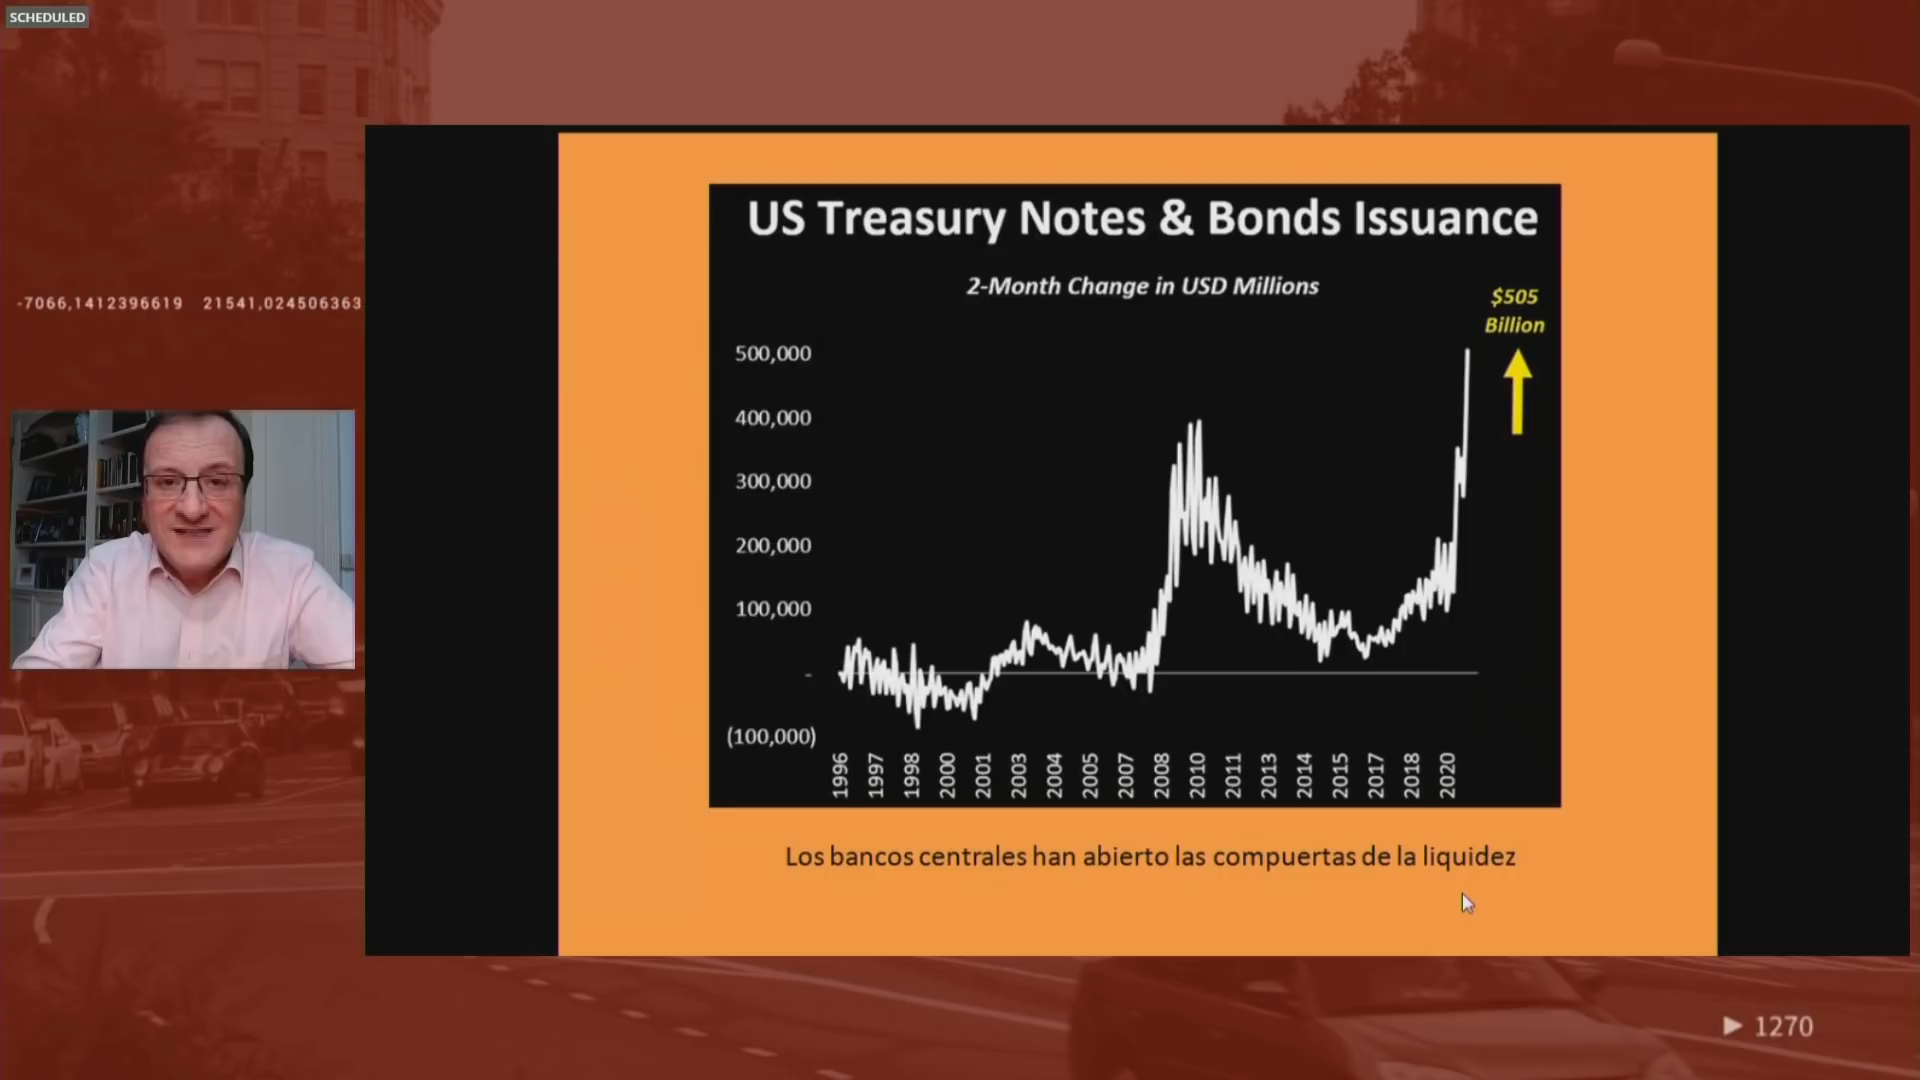 SCHEDULED
-7066,1412396619 21541,024506363
US Treasury Notes & Bonds Issuance
2-Month Change in USD Millions
$505
Billion
500,000
400,000
300,000
200,000
100,000
-
(100,000)
1996 1997 1998 2000 2001 2003 2004 2005 2007 2008 2010 2011 2013 2014 2015 2017 2018 2020
Los bancos centrales han abierto las compuertas de la liquidez
1270